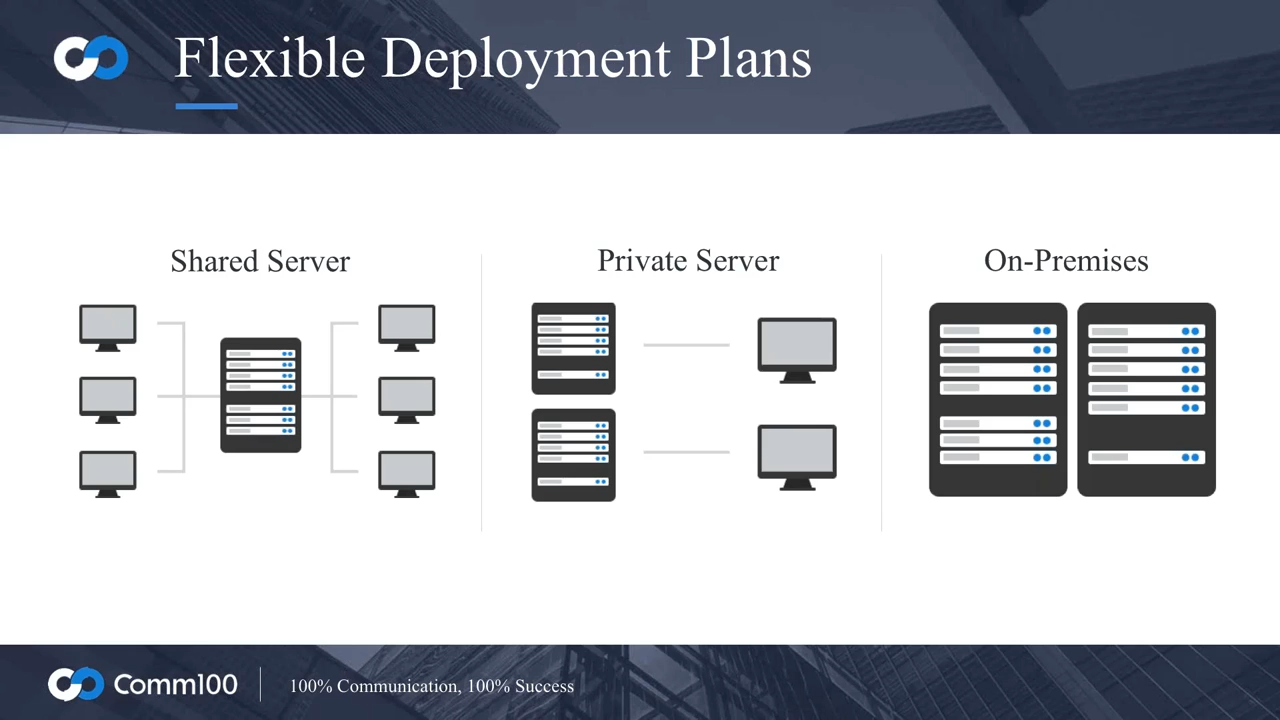 Flexible Deployment Plans
Shared Server
Private Server
On-Premises
Comm100
100% Communication, 100% Success